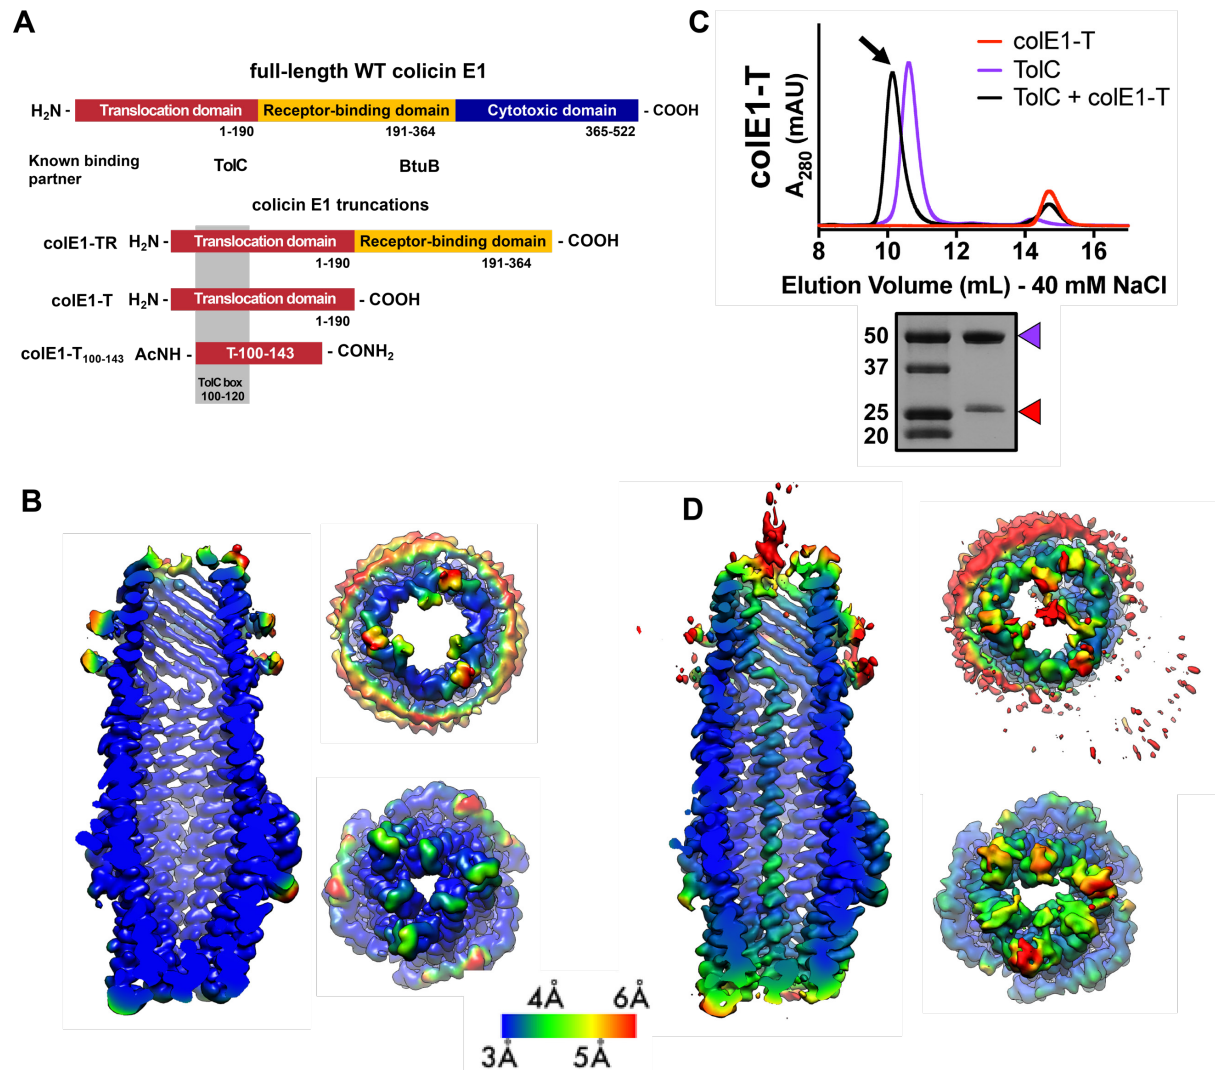 A
full-length WT colicin E1
H₂N - Translocation domain Receptor-binding domain Cytotoxic domain - COOH
1-190 191-364 365-522
Known binding partner TolC BtuB
colicin E1 truncations
colE1-TR H₂N - Translocation domain Receptor-binding domain - COOH
1-190 191-364
colE1-T H₂N - Translocation domain - COOH
1-190
colE1-T₁₀₀₋₁₄₃ AcNH - T-100-143 - CONH₂
TolC box
100-120
C
colE1-T
A₂₈₀ (mAU)
colE1-T
TolC
TolC + colE1-T
8 10 12 14 16
Elution Volume (mL) - 40 mM NaCl
50
37
25
20
B
D
4Å 6Å
3Å 5Å